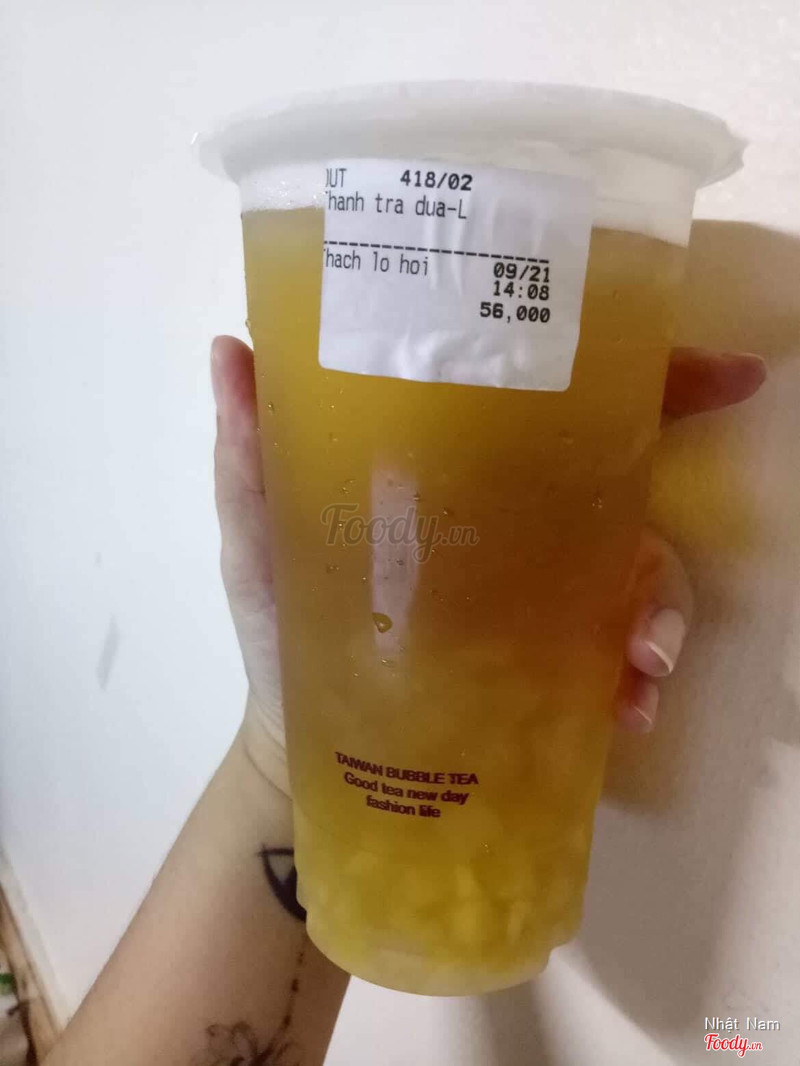 OUT 418/02
Thanh tra dua-L
Thach lo hoi 09/21
14:08
56,000
Foody.vn
TAIWAN BUBBLE TEA
Good tea new day
fashion life
Nhật Nam
Foody.vn